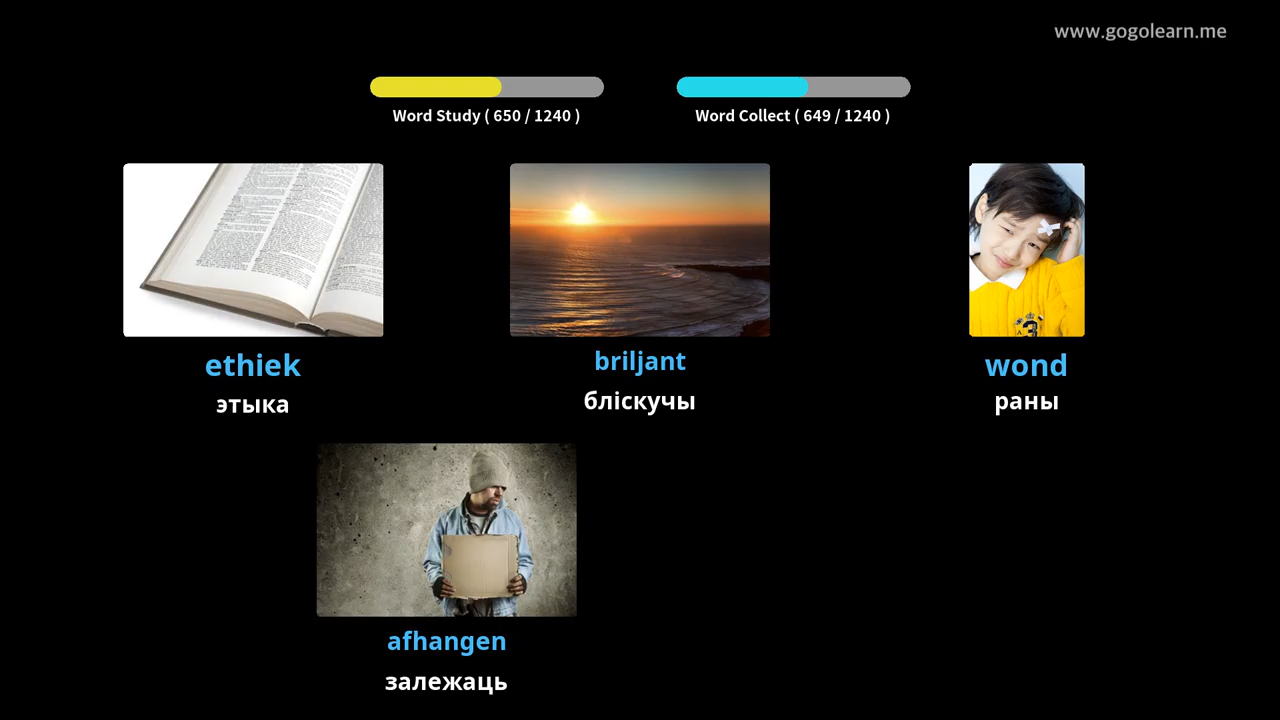 www.gogolearn.me
Word Study ( 650 / 1240 )
Word Collect ( 649 / 1240 )
ethiek
этыка
briljant
бліскучы
wond
раны
3
afhangen
залежаць